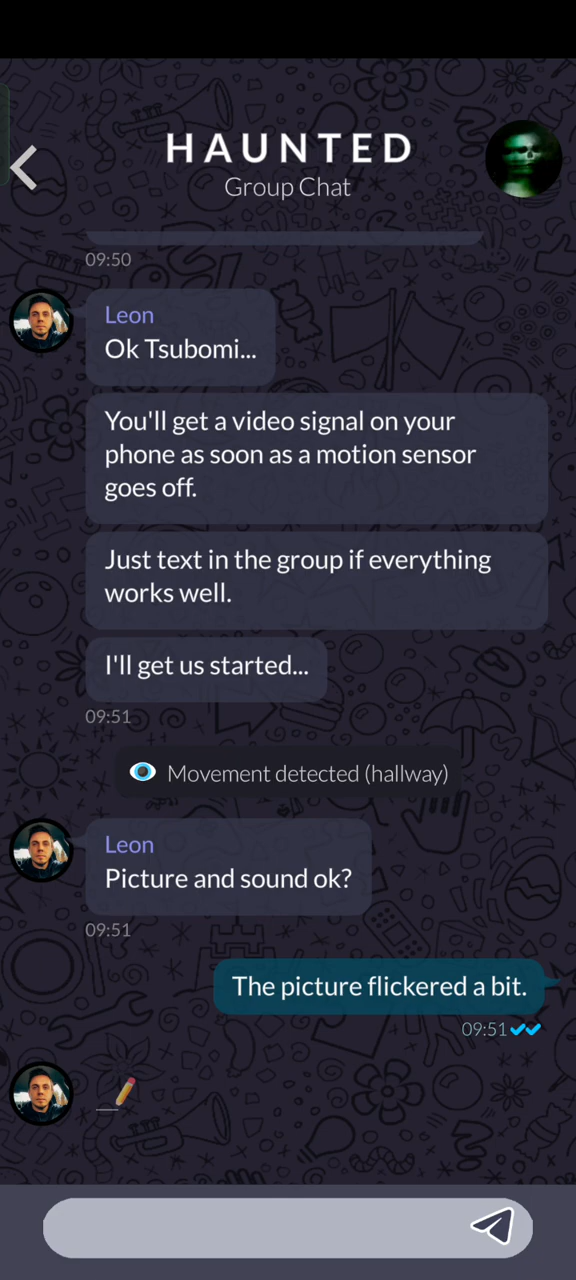 HAUNTED
Group Chat
09:50
Leon
Ok Tsubomi...
You'll get a video signal on your
phone as soon as a motion sensor
goes off.
Just text in the group if everything
works well.
I'll get us started...
09:51
Movement detected (hallway)
Leon
Picture and sound ok?
09:51
The picture flickered a bit.
09:51